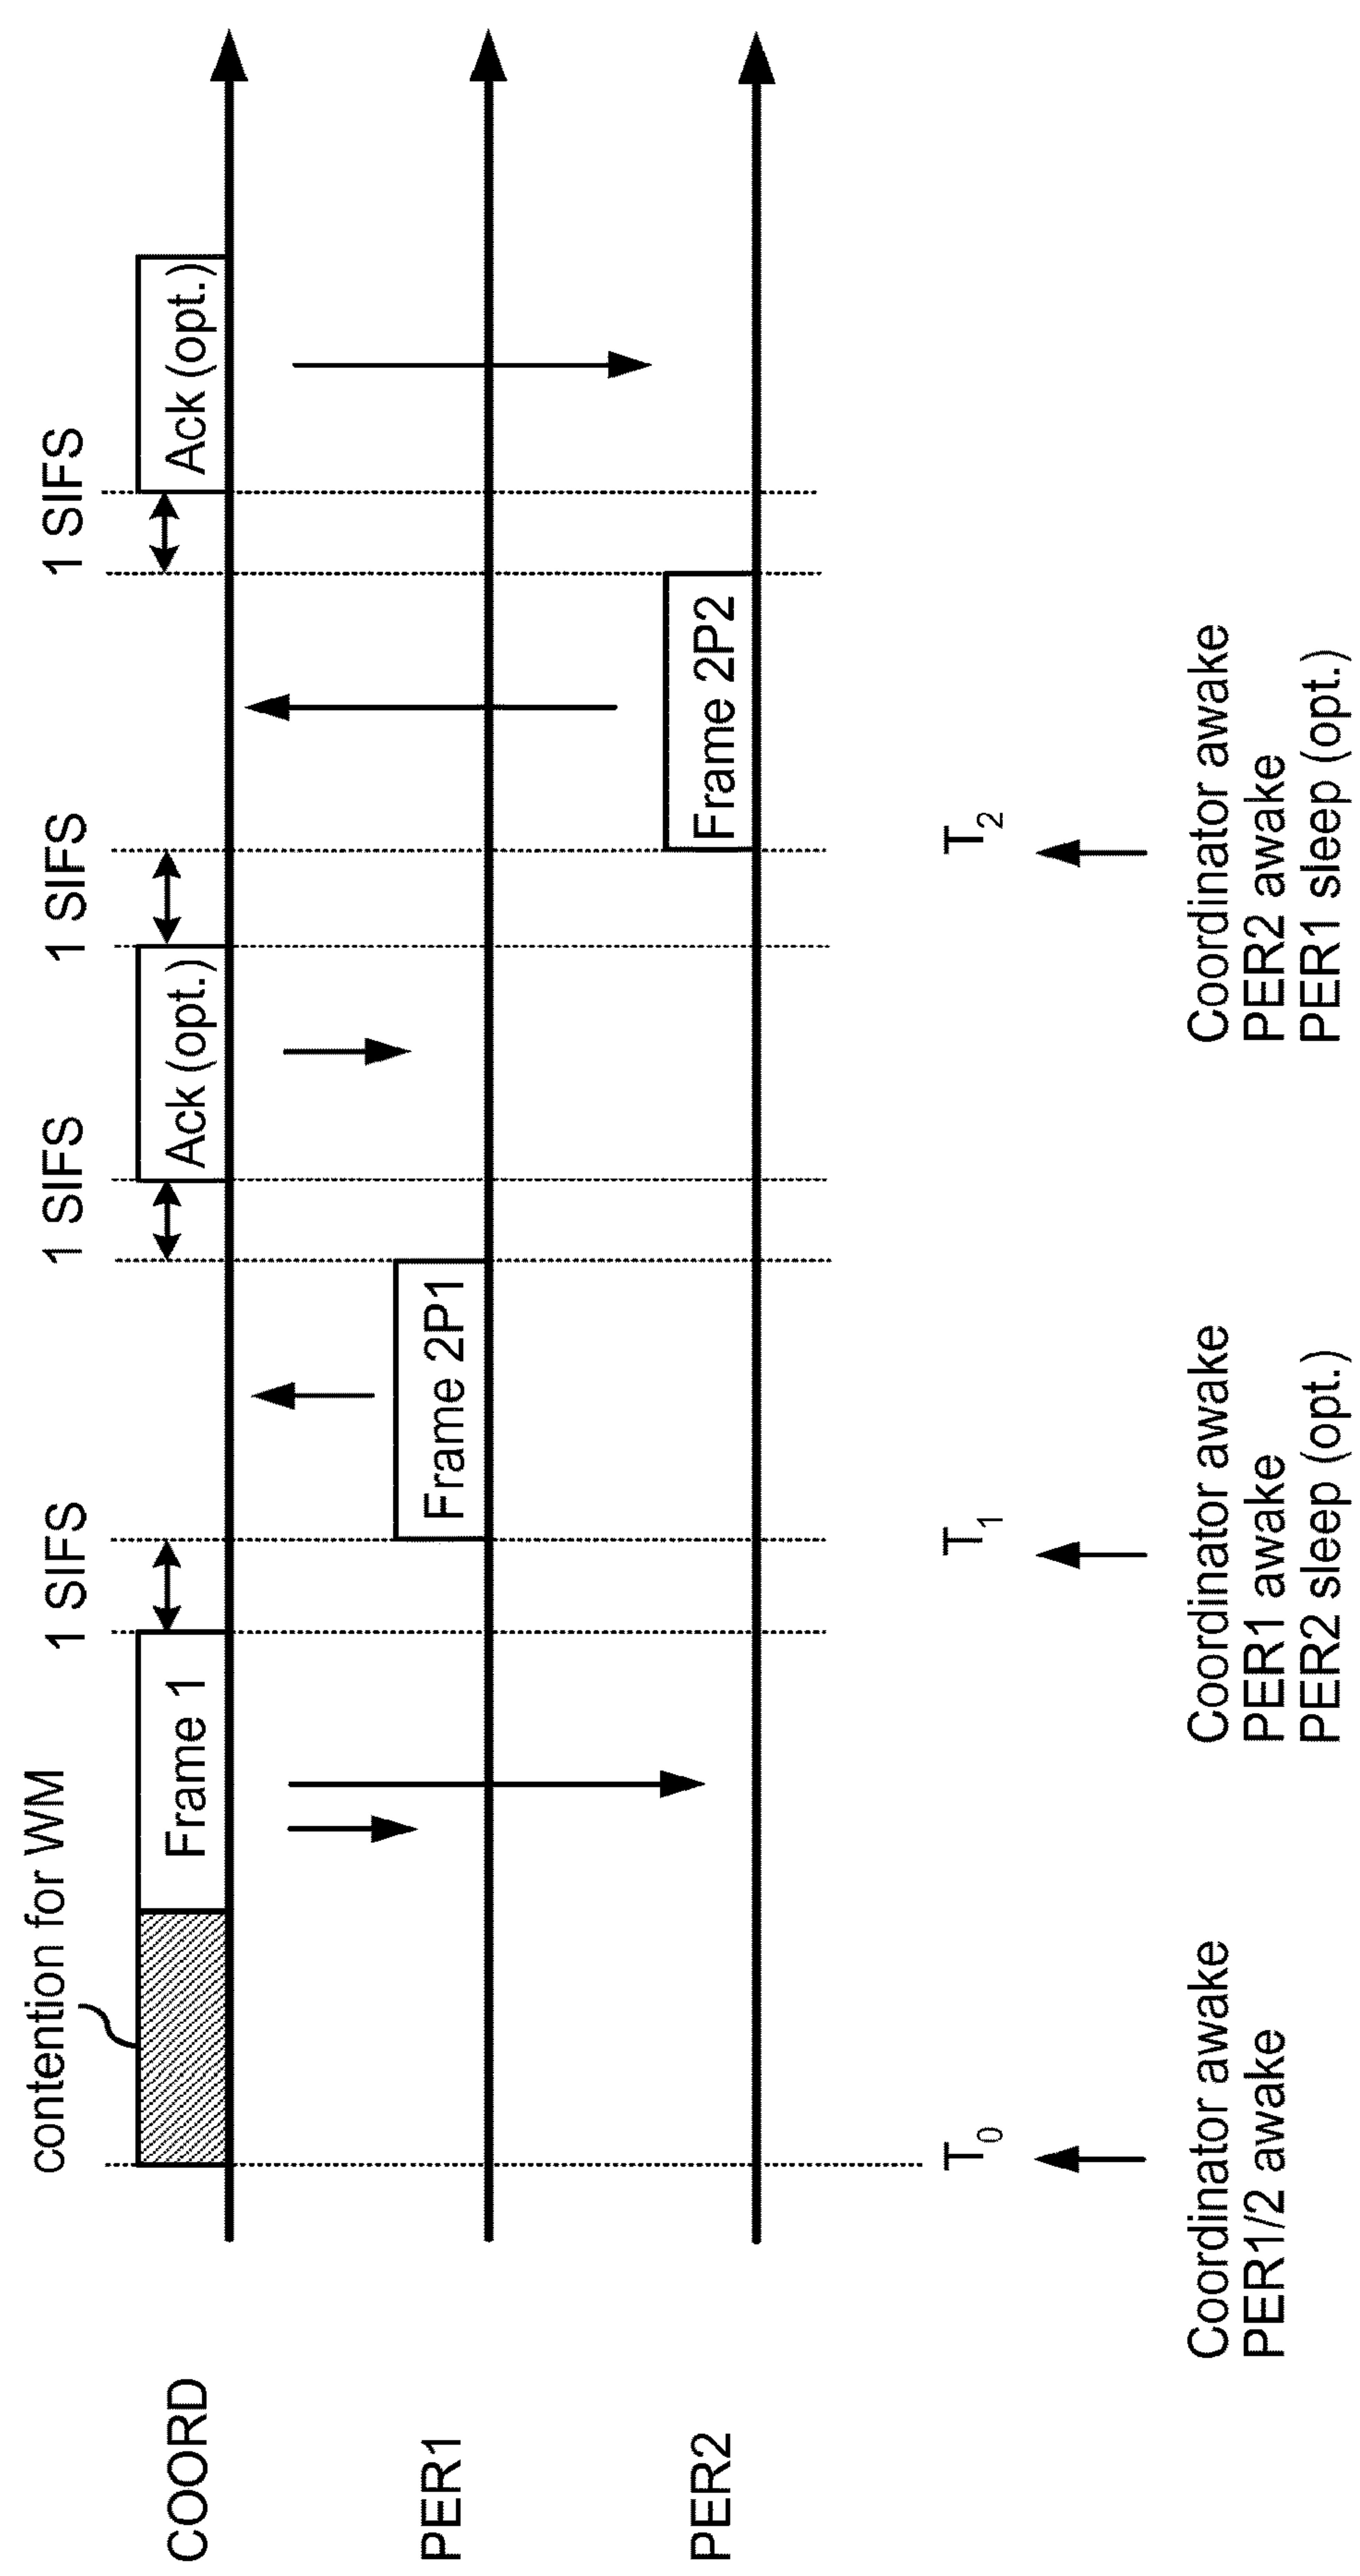 contention for WM
1 SIFS
1 SIFS
1 SIFS
1 SIFS
COORD
Frame 1
Ack (opt.)
Ack (opt.)
PER1
Frame 2P1
PER2
Frame 2P2
T0
T1
T2
Coordinator awake
PER1/2 awake
Coordinator awake
PER1 awake
PER2 sleep (opt.)
Coordinator awake
PER2 awake
PER1 sleep (opt.)